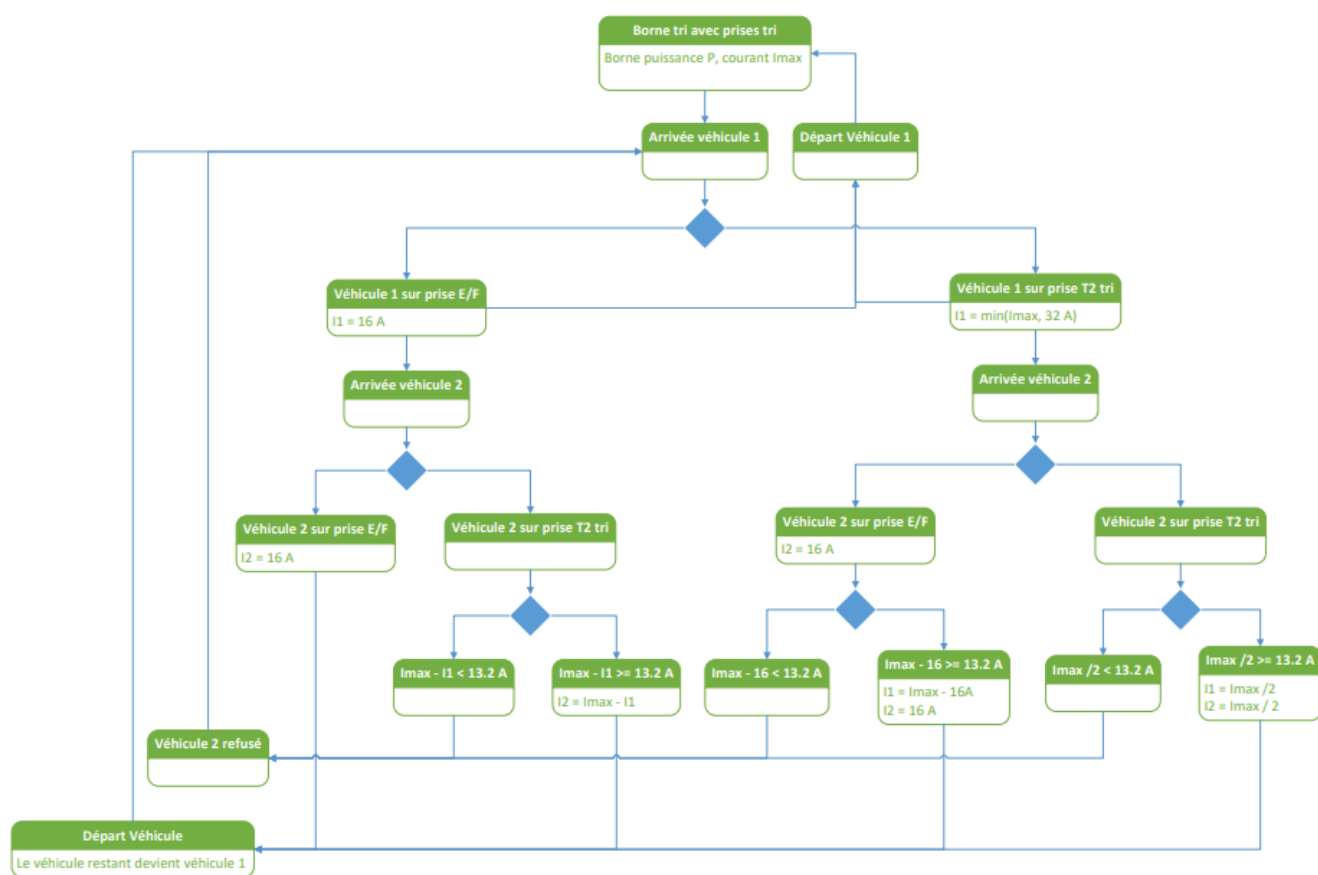 Borne tri avec prises tri
Borne puissance P, courant Imax
Arrivée véhicule 1
Départ Véhicule 1
Véhicule 1 sur prise E/F
I1 = 16 A
Véhicule 1 sur prise T2 tri
I1 = min(Imax, 32 A)
Arrivée véhicule 2
Arrivée véhicule 2
Véhicule 2 sur prise E/F
I2 = 16 A
Véhicule 2 sur prise T2 tri
Véhicule 2 sur prise E/F
I2 = 16 A
Véhicule 2 sur prise T2 tri
Imax - I1 < 13.2 A
Imax - I1 >= 13.2 A
I2 = Imax - I1
Imax - 16 < 13.2 A
Imax - 16 >= 13.2 A
I1 = Imax - 16A
I2 = 16 A
Imax /2 < 13.2 A
Imax /2 >= 13.2 A
I1 = Imax /2
I2 = Imax / 2
Véhicule 2 refusé
Départ Véhicule
Le véhicule restant devient véhicule 1